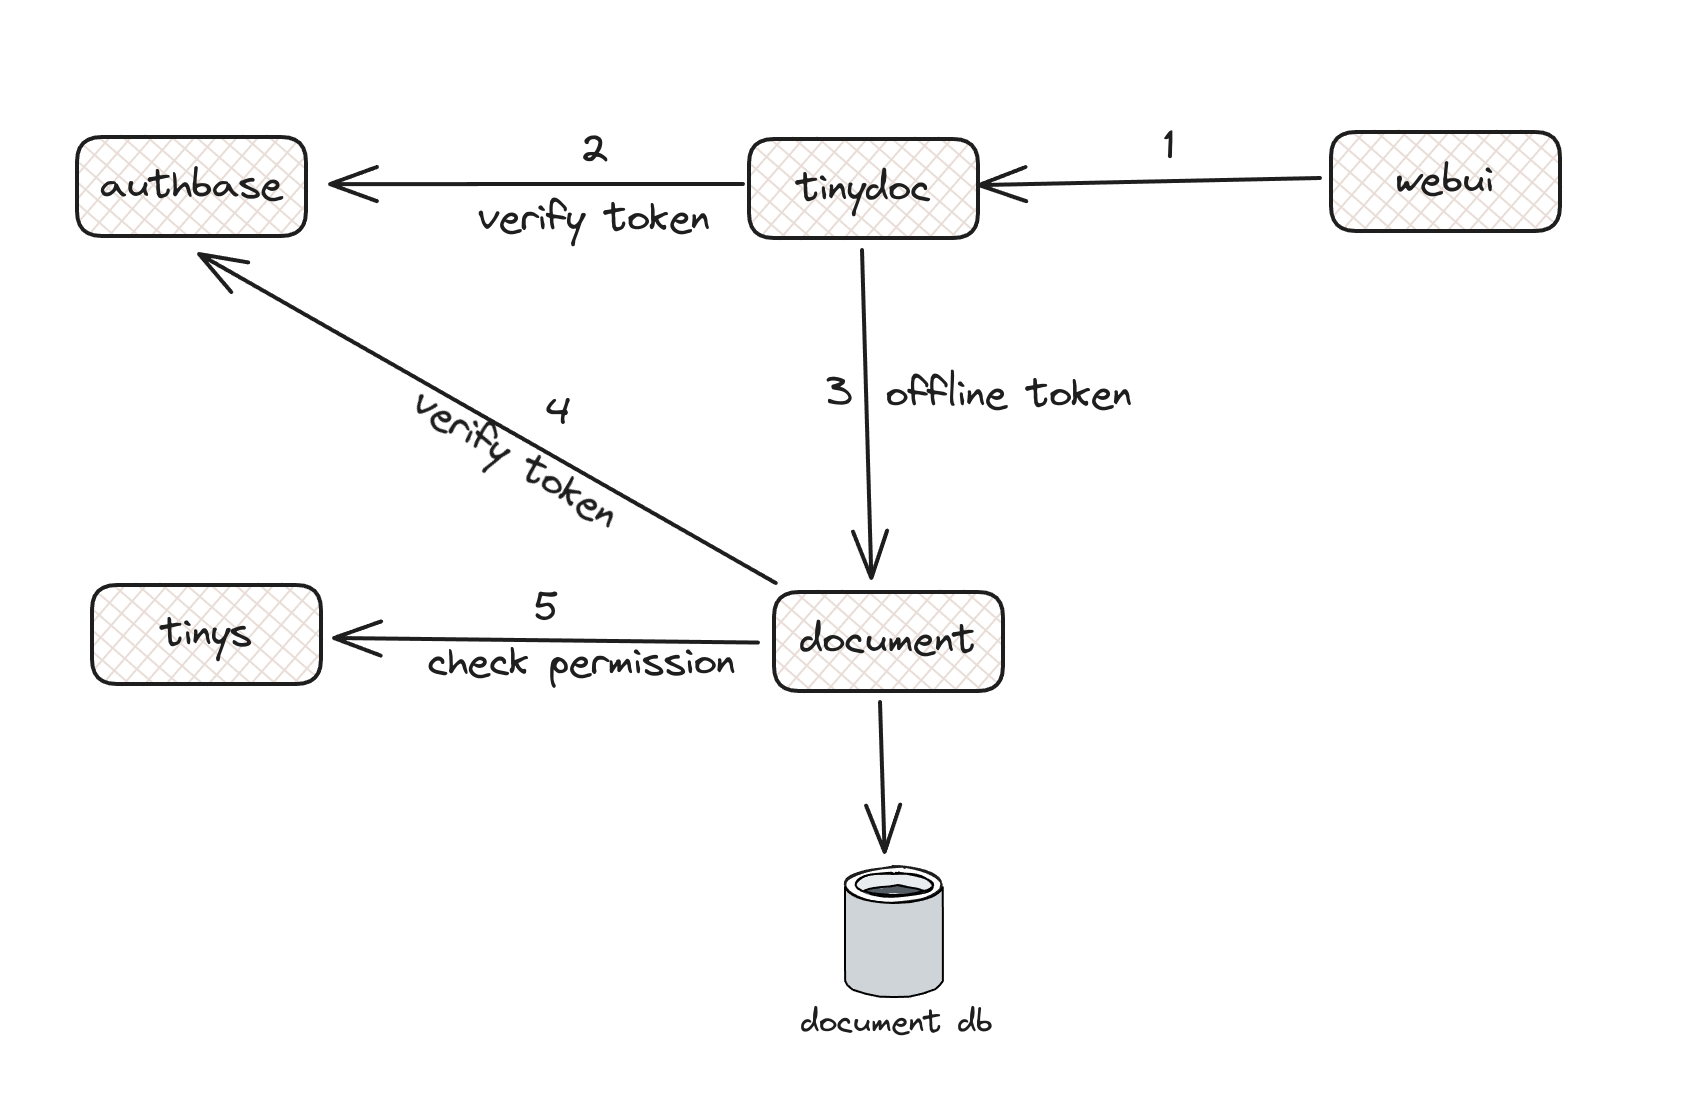 1
2
authbase
tinydoc
webui
verify token
3 offline token
4
verify token
5
tinys
document
check permission
document db